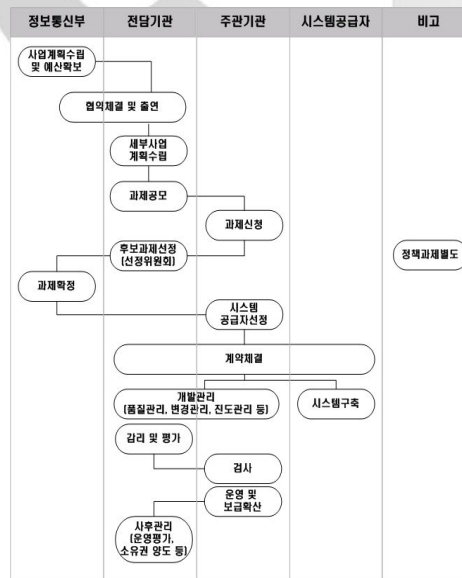 정보통신부 전담기관 주관기관 시스템공급자 비고
사업계획수립
및 예산확보
협약체결 및 출연
세부사업
계획수립
과제공모
과제신청
후보과제선정
(선정위원회)
정책과제별도
과제확정
시스템
공급자선정
계약체결
개발관리
(품질관리, 변경관리, 진도관리 등)
시스템구축
감리 및 평가
검사
운영 및
보급확산
사후관리
(운영평가,
소유권 양도 등)